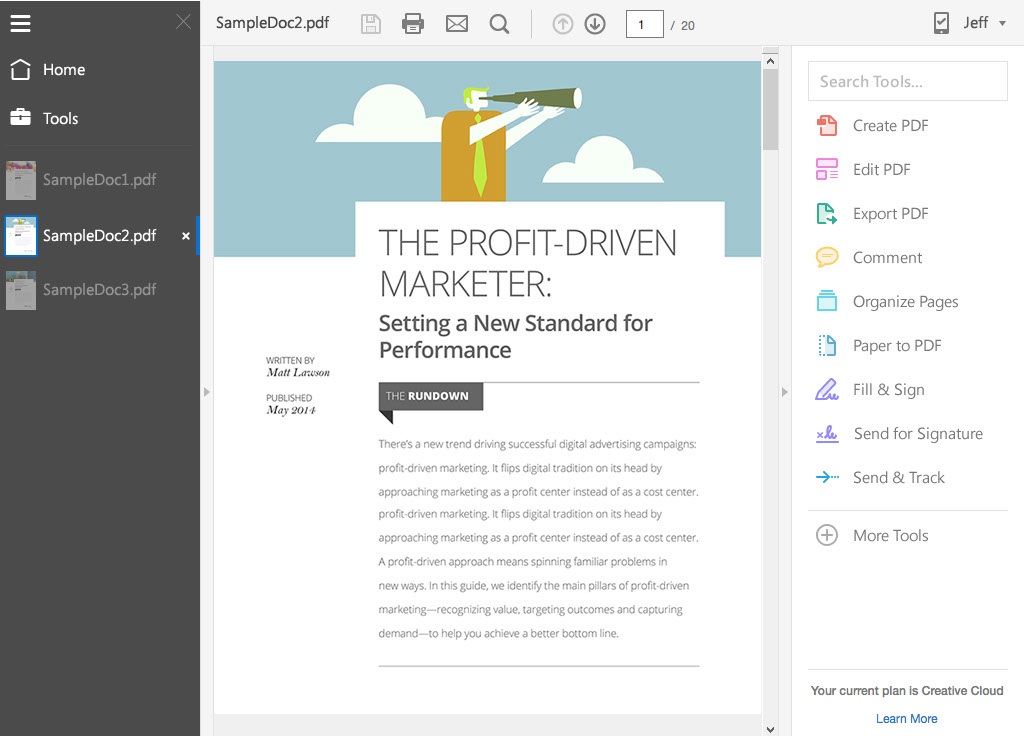 SampleDoc2.pdf
1 / 20
Jeff
Home
Tools
SampleDoc1.pdf
SampleDoc2.pdf
SampleDoc3.pdf
THE PROFIT-DRIVEN
MARKETER:
Setting a New Standard for
Performance
WRITTEN BY
Matt Lawson
PUBLISHED
May 2014
THE RUNDOWN
There's a new trend driving successful digital advertising campaigns:
profit-driven marketing. It flips digital tradition on its head by
approaching marketing as a profit center instead of as a cost center.
profit-driven marketing. It flips digital tradition on its head by
approaching marketing as a profit center instead of as a cost center.
A profit-driven approach means spinning familiar problems in
new ways. In this guide, we identify the main pillars of profit-driven
marketing—recognizing value, targeting outcomes and capturing
demand—to help you achieve a better bottom line.
Search Tools...
Create PDF
Edit PDF
Export PDF
Comment
Organize Pages
Paper to PDF
Fill & Sign
Send for Signature
Send & Track
More Tools
Your current plan is Creative Cloud
Learn More